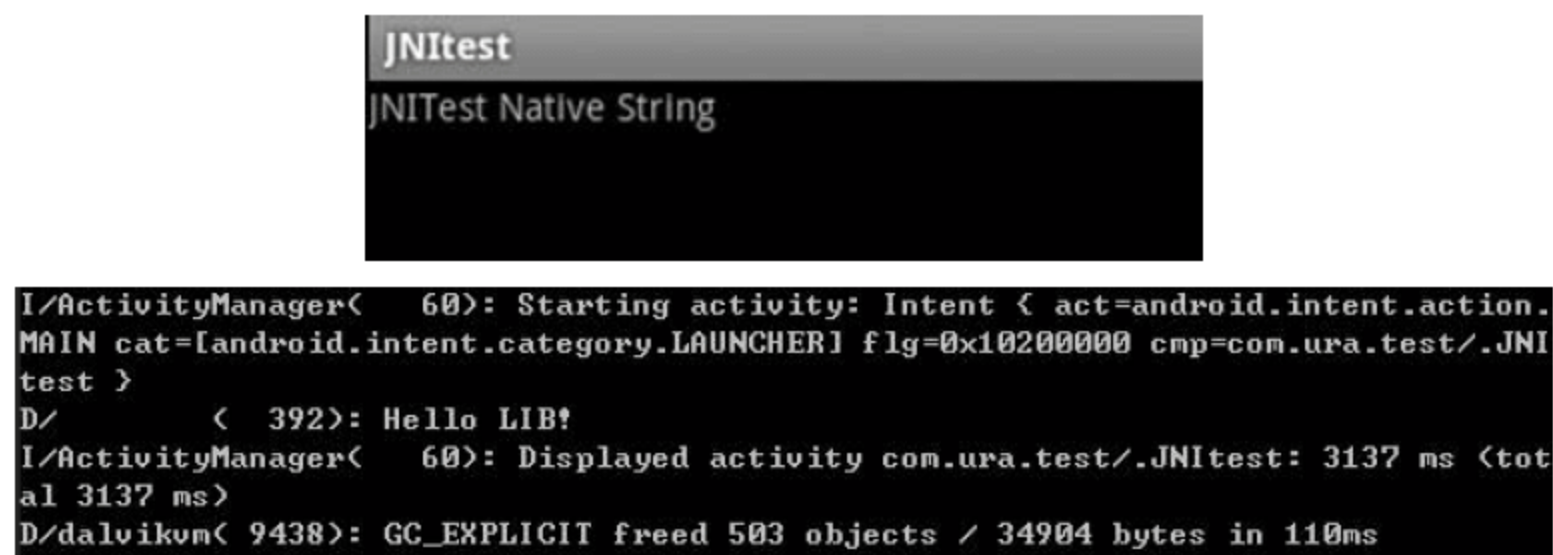 JNItest
JNITest Native String
I/ActivityManager(   60): Starting activity: Intent { act=android.intent.action.
MAIN cat=[android.intent.category.LAUNCHER] flg=0x10200000 cmp=com.ura.test/.JNI
test }
D/        (  392): Hello LIB!
I/ActivityManager(   60): Displayed activity com.ura.test/.JNItest: 3137 ms (tot
al 3137 ms)
D/dalvikvm( 9438): GC_EXPLICIT freed 503 objects / 34904 bytes in 110ms